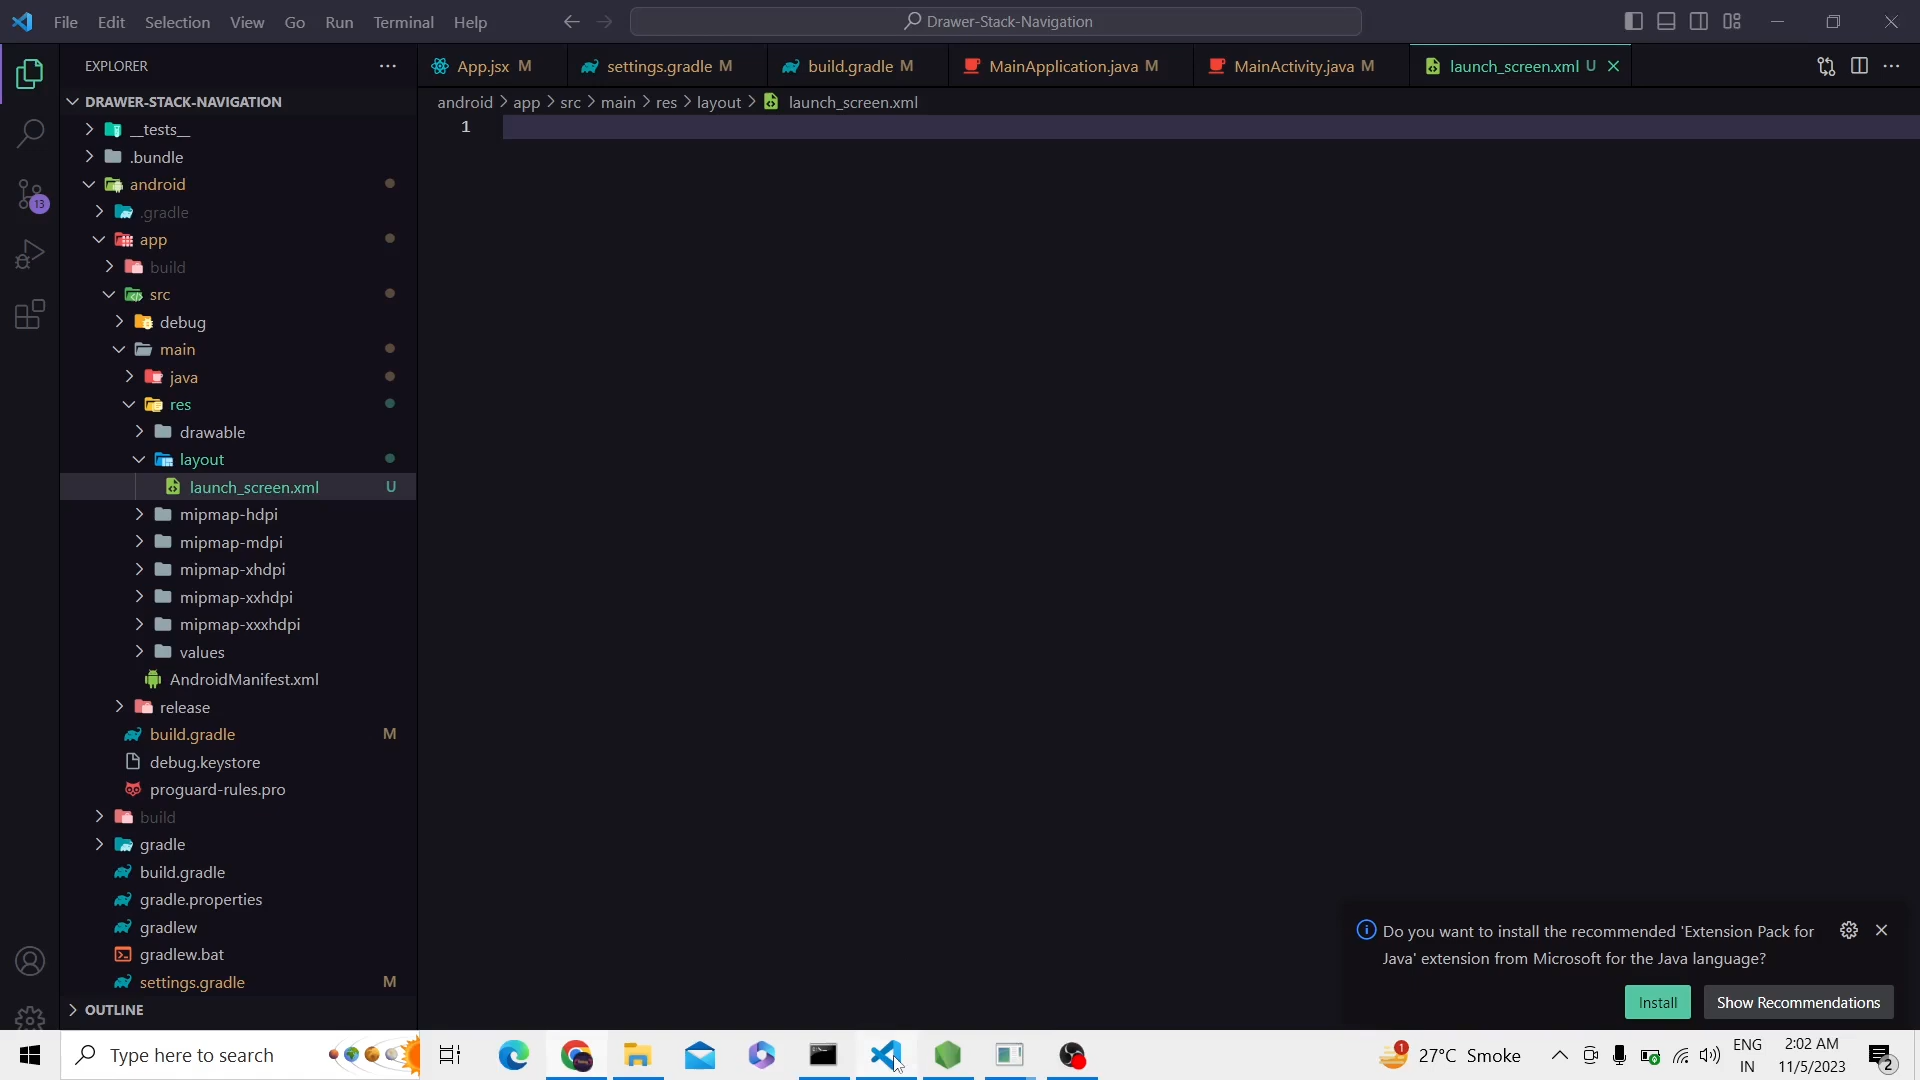 File Edit Selection View Go Run Terminal Help
Drawer-Stack-Navigation
EXPLORER
App.jsx M
settings.gradle M
build.gradle M
MainApplication.java M
MainActivity.java M
launch_screen.xml U
DRAWER-STACK-NAVIGATION
android > app > src > main > res > layout > launch_screen.xml
1
__tests__
.bundle
android
13
.gradle
app
build
src
debug
main
java
res
drawable
layout
launch_screen.xml U
mipmap-hdpi
mipmap-mdpi
mipmap-xhdpi
mipmap-xxhdpi
mipmap-xxxhdpi
values
AndroidManifest.xml
release
build.gradle M
debug.keystore
proguard-rules.pro
build
gradle
build.gradle
gradle.properties
gradlew
gradlew.bat
settings.gradle M
OUTLINE
Do you want to install the recommended 'Extension Pack for
Java' extension from Microsoft for the Java language?
Install
Show Recommendations
Type here to search
1
27°C Smoke
ENG
IN
2:02 AM
11/5/2023
2